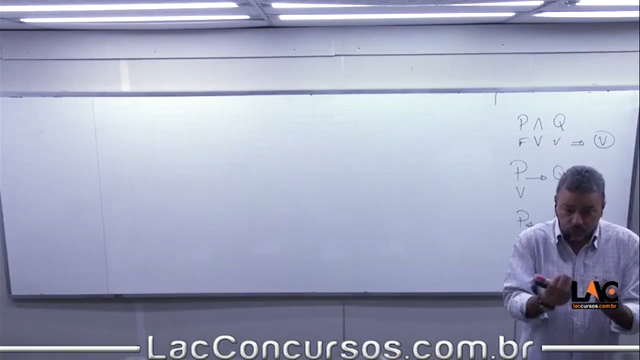 P ∧ Q
F V V ⇒ V
P → Q
V
P
LAC
laccursos.com.br
LacConcursos.com.br